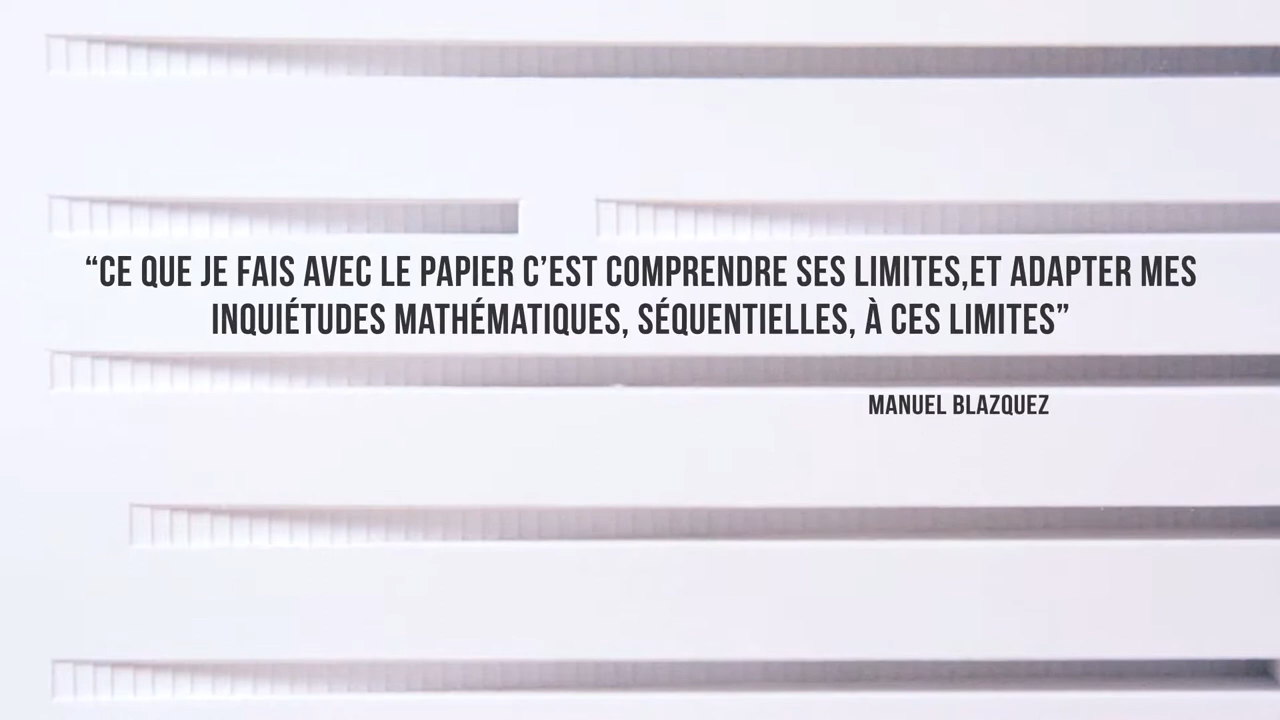 “CE QUE JE FAIS AVEC LE PAPIER C’EST COMPRENDRE SES LIMITES,ET ADAPTER MES
INQUIÉTUDES MATHÉMATIQUES, SÉQUENTIELLES, À CES LIMITES”
MANUEL BLAZQUEZ